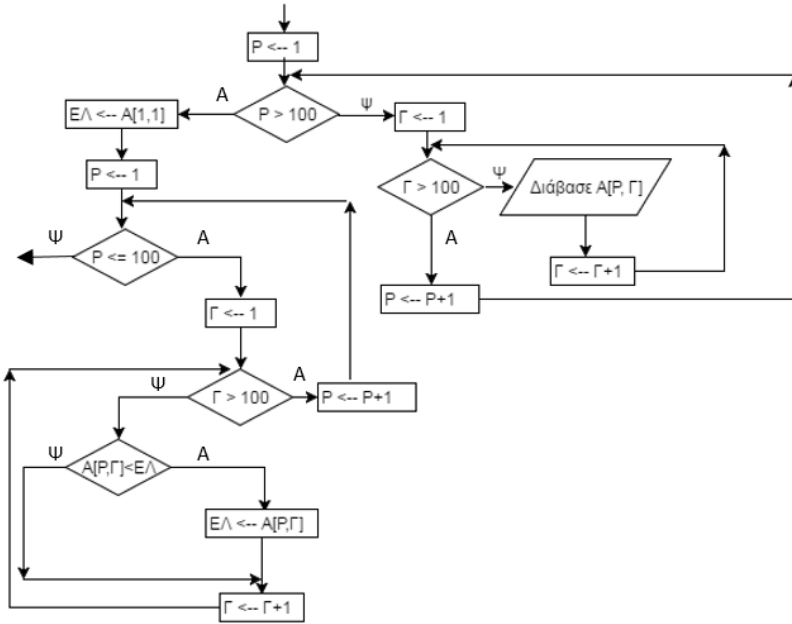 P <-- 1
P > 100
Α
Ψ
ΕΛ <-- Α[1,1]
Γ <-- 1
P <-- 1
Γ > 100
Ψ
Διάβασε Α[P, Γ]
Α
Γ <-- Γ+1
P <-- P+1
P <= 100
Ψ
Α
Γ <-- 1
Γ > 100
Ψ
Α
P <-- P+1
Α[P,Γ]<ΕΛ
Ψ
Α
ΕΛ <-- Α[P,Γ]
Γ <-- Γ+1